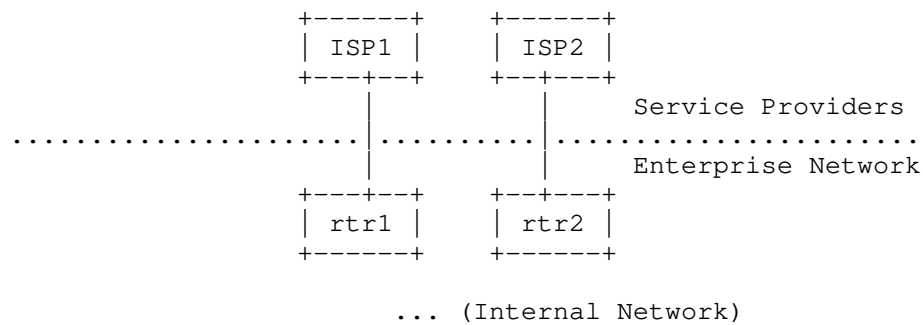 ISP1 ISP2
Service Providers
Enterprise Network
rtr1 rtr2
... (Internal Network)